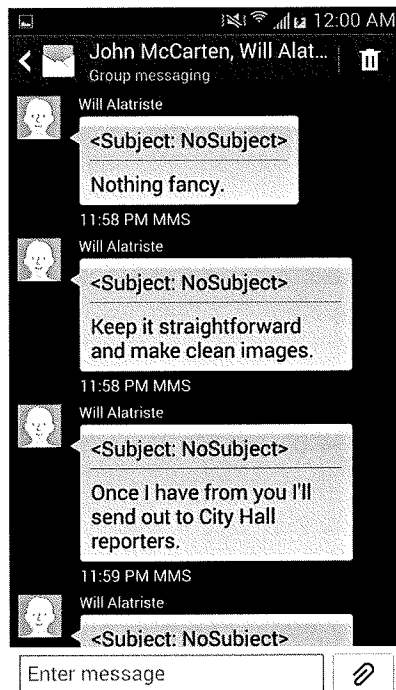 12:00 AM
John McCarten, Will Alat...
Group messaging
Will Alatriste
<Subject: NoSubject>
Nothing fancy.
11:58 PM MMS
Will Alatriste
<Subject: NoSubject>
Keep it straightforward
and make clean images.
11:58 PM MMS
Will Alatriste
<Subject: NoSubject>
Once I have from you I'll
send out to City Hall
reporters.
11:59 PM MMS
Will Alatriste
<Subject: NoSubject>
Enter message